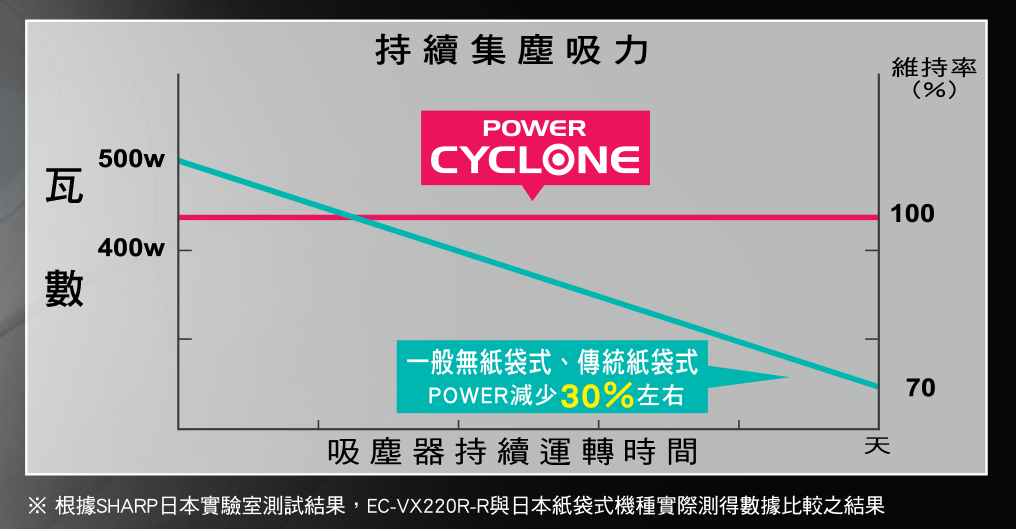 持續集塵吸力
維持率
（%）
POWER
CYCLONE
500w
瓦
100
400w
數
一般無紙袋式、傳統紙袋式
POWER減少30%左右
70
吸塵器持續運轉時間
天
※ 根據SHARP日本實驗室測試結果，EC-VX220R-R與日本紙袋式機種實際測得數據比較之結果